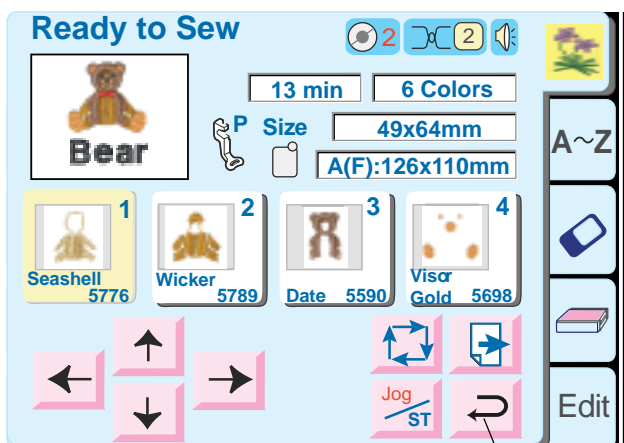 Ready to Sew
2
2
13 min
6 Colors
P
Size
49x64mm
A(F):126x110mm
Bear
A~Z
1
Seashell
5776
2
Wicker
5789
3
Date 5590
4
Visor
Gold 5698
Jog
ST
Edit